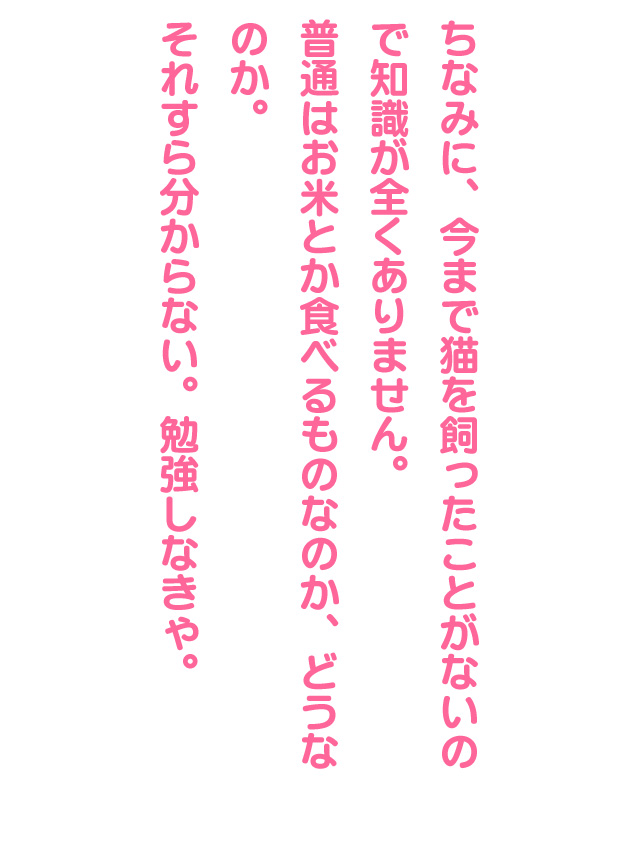 ちなみに、今まで猫を飼ったことがないの
で知識が全くありません。
普通はお米とか食べるものなのか、どうな
のか。
それすら分からない。勉強しなきゃ。